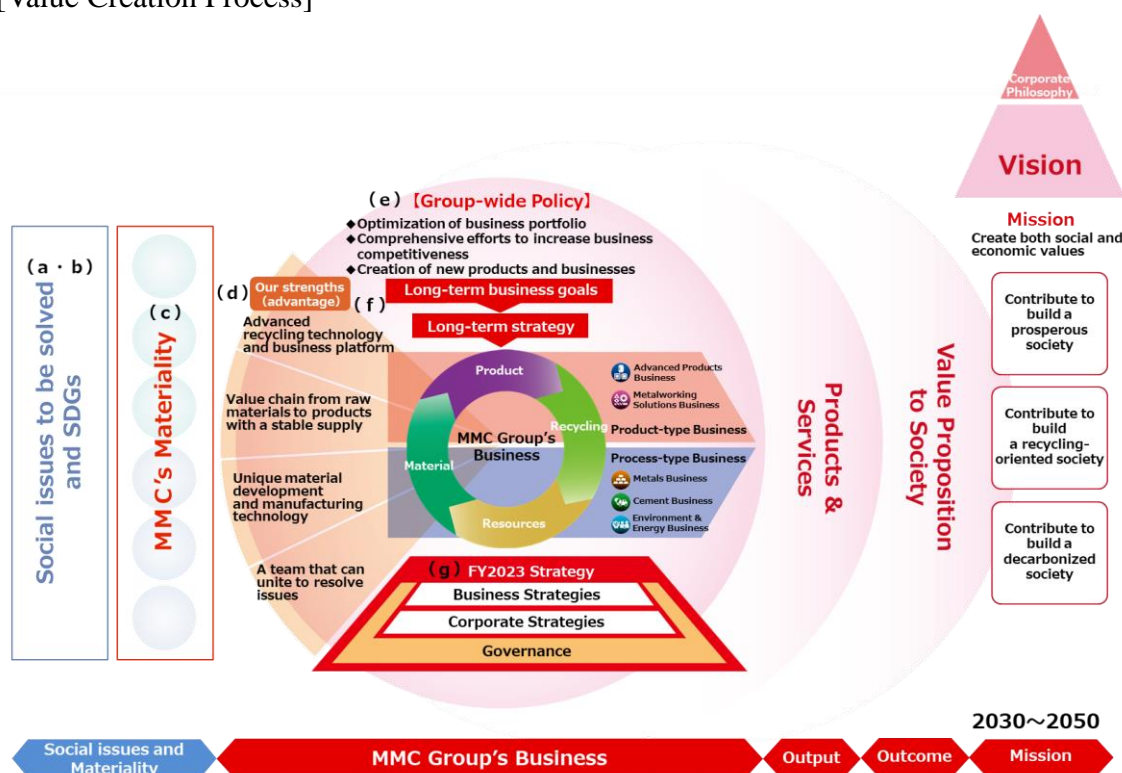 [Value Creation Process]
Corporate
Philosophy
Vision
Mission
Create both social and
economic values
Contribute to
build a
prosperous
society
Contribute to
build
a recycling-
oriented society
Contribute to
build a
decarbonized
society
(a・b)
Social issues to be solved
and SDGs
(c)
MMC's Materiality
(d)
Our strengths
(advantage)
Advanced
recycling technology
and business platform
Value chain from raw
materials to products
with a stable supply
Unique material
development
and manufacturing
technology
A team that can
unite to resolve
issues
(e)【Group-wide Policy】
◆Optimization of business portfolio
◆Comprehensive efforts to increase business
competitiveness
◆Creation of new products and businesses
(f)
Long-term business goals
Long-term strategy
Product
Recycling
Material
Resources
MMC Group's
Business
Advanced Products
Business
Metalworking
Solutions Business
Product-type Business
Process-type Business
Metals Business
Cement Business
Environment &
Energy Business
(g) FY2023 Strategy
Business Strategies
Corporate Strategies
Governance
Products &
Services
Value Proposition
to Society
2030～2050
Social issues and
Materiality
MMC Group's Business
Output
Outcome
Mission